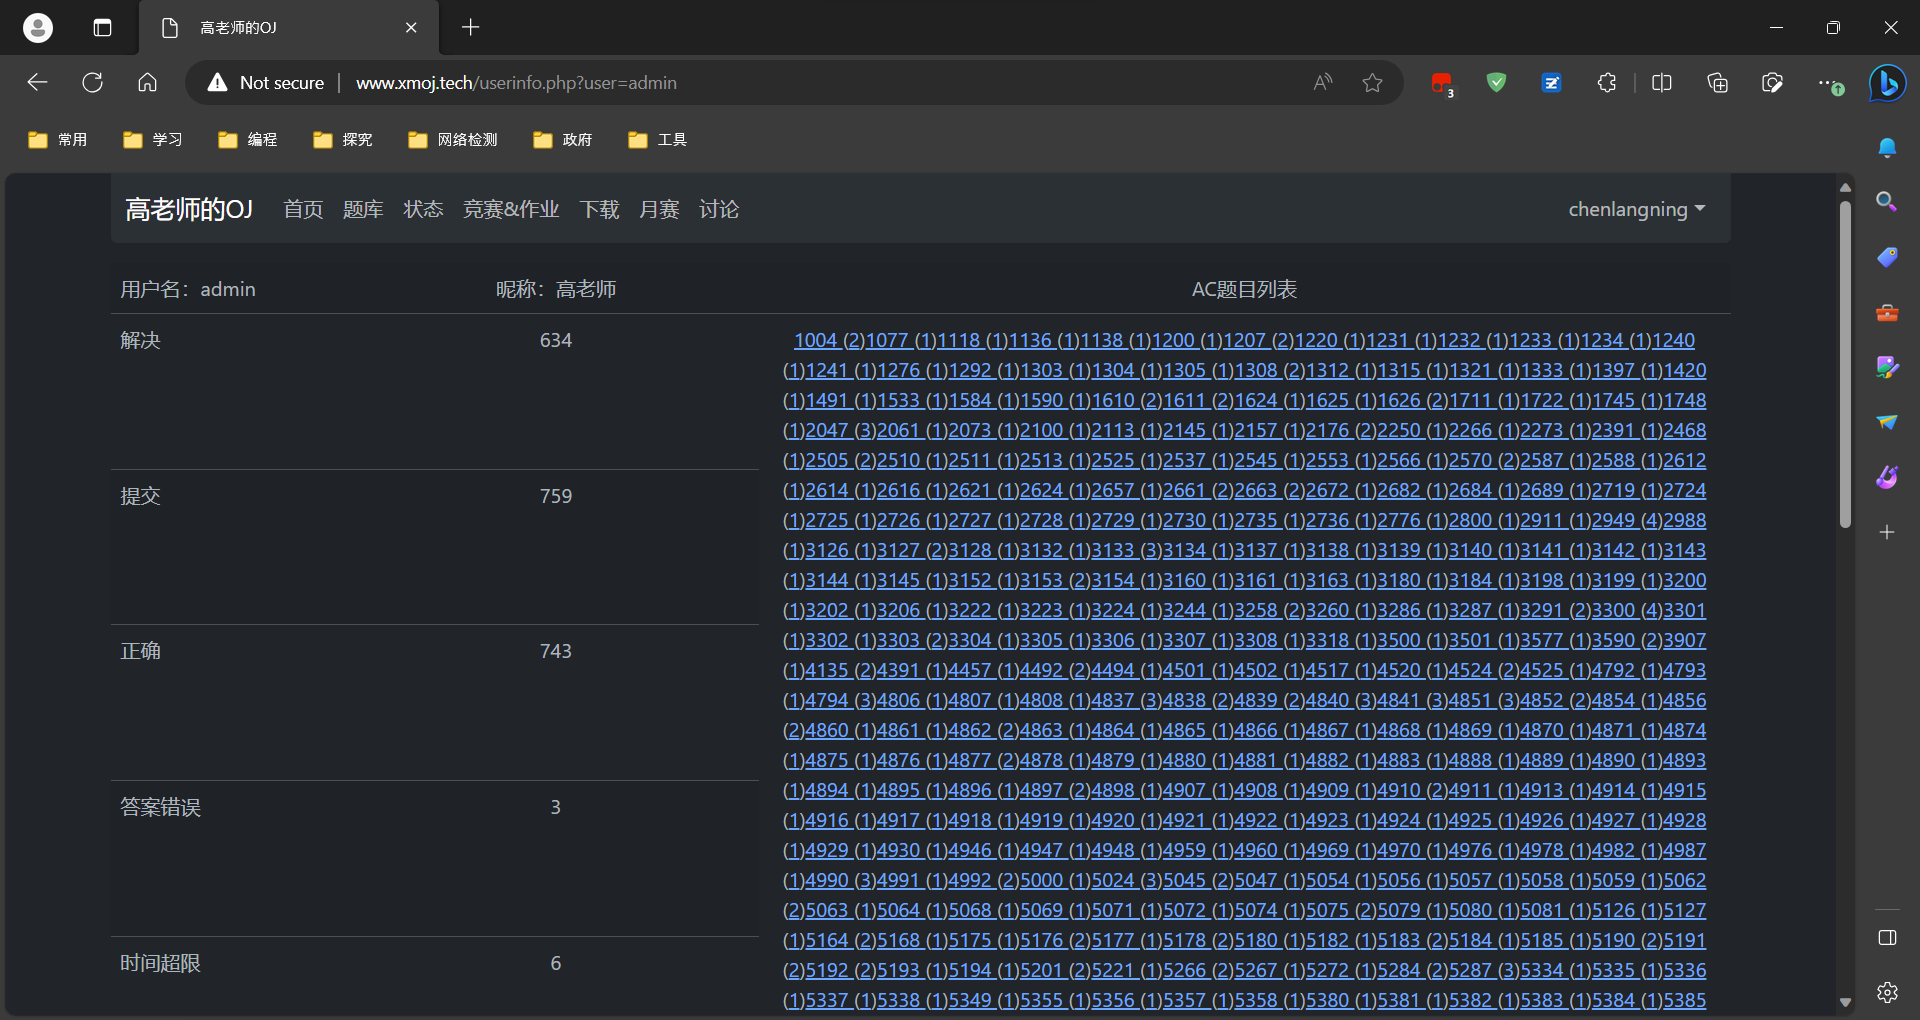 高老师的OJ
Not secure
www.xmoj.tech/userinfo.php?user=admin
3
常用
学习
编程
探究
网络检测
政府
工具
高老师的OJ 首页 题库 状态 竞赛&作业 下载 月赛 讨论 chenlangning
用户名：admin 昵称：高老师 AC题目列表
解决 634
1004 (2)1077 (1)1118 (1)1136 (1)1138 (1)1200 (1)1207 (2)1220 (1)1231 (1)1232 (1)1233 (1)1234 (1)1240
(1)1241 (1)1276 (1)1292 (1)1303 (1)1304 (1)1305 (1)1308 (2)1312 (1)1315 (1)1321 (1)1333 (1)1397 (1)1420
(1)1491 (1)1533 (1)1584 (1)1590 (1)1610 (2)1611 (2)1624 (1)1625 (1)1626 (2)1711 (1)1722 (1)1745 (1)1748
(1)2047 (3)2061 (1)2073 (1)2100 (1)2113 (1)2145 (1)2157 (1)2176 (2)2250 (1)2266 (1)2273 (1)2391 (1)2468
(1)2505 (2)2510 (1)2511 (1)2513 (1)2525 (1)2537 (1)2545 (1)2553 (1)2566 (1)2570 (2)2587 (1)2588 (1)2612
提交 759
(1)2614 (1)2616 (1)2621 (1)2624 (1)2657 (1)2661 (2)2663 (2)2672 (1)2682 (1)2684 (1)2689 (1)2719 (1)2724
(1)2725 (1)2726 (1)2727 (1)2728 (1)2729 (1)2730 (1)2735 (1)2736 (1)2776 (1)2800 (1)2911 (1)2949 (4)2988
(1)3126 (1)3127 (2)3128 (1)3132 (1)3133 (3)3134 (1)3137 (1)3138 (1)3139 (1)3140 (1)3141 (1)3142 (1)3143
(1)3144 (1)3145 (1)3152 (1)3153 (2)3154 (1)3160 (1)3161 (1)3163 (1)3180 (1)3184 (1)3198 (1)3199 (1)3200
(1)3202 (1)3206 (1)3222 (1)3223 (1)3224 (1)3244 (1)3258 (2)3260 (1)3286 (1)3287 (1)3291 (2)3300 (4)3301
正确 743
(1)3302 (1)3303 (2)3304 (1)3305 (1)3306 (1)3307 (1)3308 (1)3318 (1)3500 (1)3501 (1)3577 (1)3590 (2)3907
(1)4135 (2)4391 (1)4457 (1)4492 (2)4494 (1)4501 (1)4502 (1)4517 (1)4520 (1)4524 (2)4525 (1)4792 (1)4793
(1)4794 (3)4806 (1)4807 (1)4808 (1)4837 (3)4838 (2)4839 (2)4840 (3)4841 (3)4851 (3)4852 (2)4854 (1)4856
(2)4860 (1)4861 (1)4862 (2)4863 (1)4864 (1)4865 (1)4866 (1)4867 (1)4868 (1)4869 (1)4870 (1)4871 (1)4874
(1)4875 (1)4876 (1)4877 (2)4878 (1)4879 (1)4880 (1)4881 (1)4882 (1)4883 (1)4888 (1)4889 (1)4890 (1)4893
答案错误 3
(1)4894 (1)4895 (1)4896 (1)4897 (2)4898 (1)4907 (1)4908 (1)4909 (1)4910 (2)4911 (1)4913 (1)4914 (1)4915
(1)4916 (1)4917 (1)4918 (1)4919 (1)4920 (1)4921 (1)4922 (1)4923 (1)4924 (1)4925 (1)4926 (1)4927 (1)4928
(1)4929 (1)4930 (1)4946 (1)4947 (1)4948 (1)4959 (1)4960 (1)4969 (1)4970 (1)4976 (1)4978 (1)4982 (1)4987
(1)4990 (3)4991 (1)4992 (2)5000 (1)5024 (3)5045 (2)5047 (1)5054 (1)5056 (1)5057 (1)5058 (1)5059 (1)5062
(2)5063 (1)5064 (1)5068 (1)5069 (1)5071 (1)5072 (1)5074 (1)5075 (2)5079 (1)5080 (1)5081 (1)5126 (1)5127
(1)5164 (2)5168 (1)5175 (1)5176 (2)5177 (1)5178 (2)5180 (1)5182 (1)5183 (2)5184 (1)5185 (1)5190 (2)5191
时间超限 6
(2)5192 (2)5193 (1)5194 (1)5201 (2)5221 (1)5266 (2)5267 (1)5272 (1)5284 (2)5287 (3)5334 (1)5335 (1)5336
(1)5337 (1)5338 (1)5349 (1)5355 (1)5356 (1)5357 (1)5358 (1)5380 (1)5381 (1)5382 (1)5383 (1)5384 (1)5385